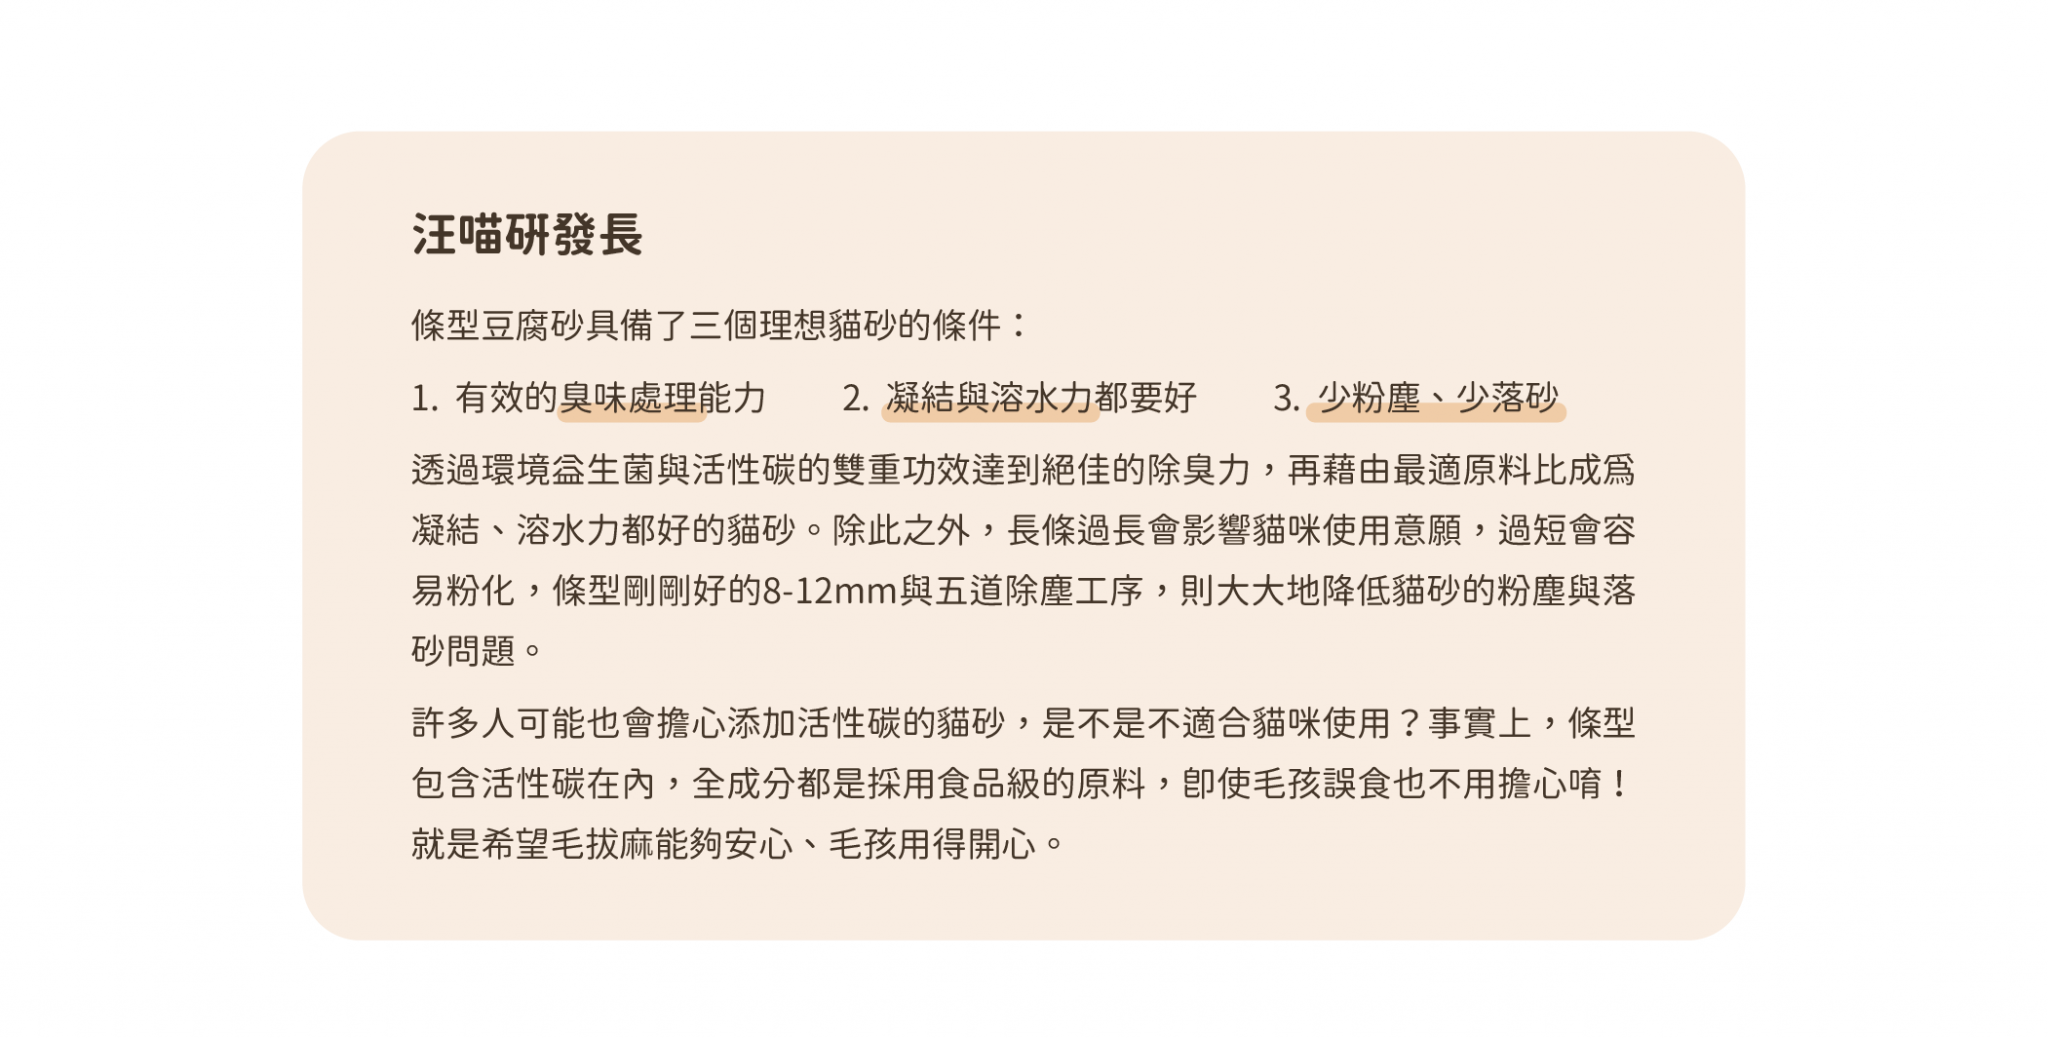 汪喵研發長
條型豆腐砂具備了三個理想貓砂的條件：
1. 有效的臭味處理能力 2. 凝結與溶水力都要好 3. 少粉塵、少落砂
透過環境益生菌與活性碳的雙重功效達到絕佳的除臭力，再藉由最適原料比成為
凝結、溶水力都好的貓砂。除此之外，長條過長會影響貓咪使用意願，過短會容
易粉化，條型剛剛好的8-12mm與五道除塵工序，則大大地降低貓砂的粉塵與落
砂問題。
許多人可能也會擔心添加活性碳的貓砂，是不是不適合貓咪使用？事實上，條型
包含活性碳在內，全成分都是採用食品級的原料，即使毛孩誤食也不用擔心唷！
就是希望毛拔麻能夠安心、毛孩用得開心。